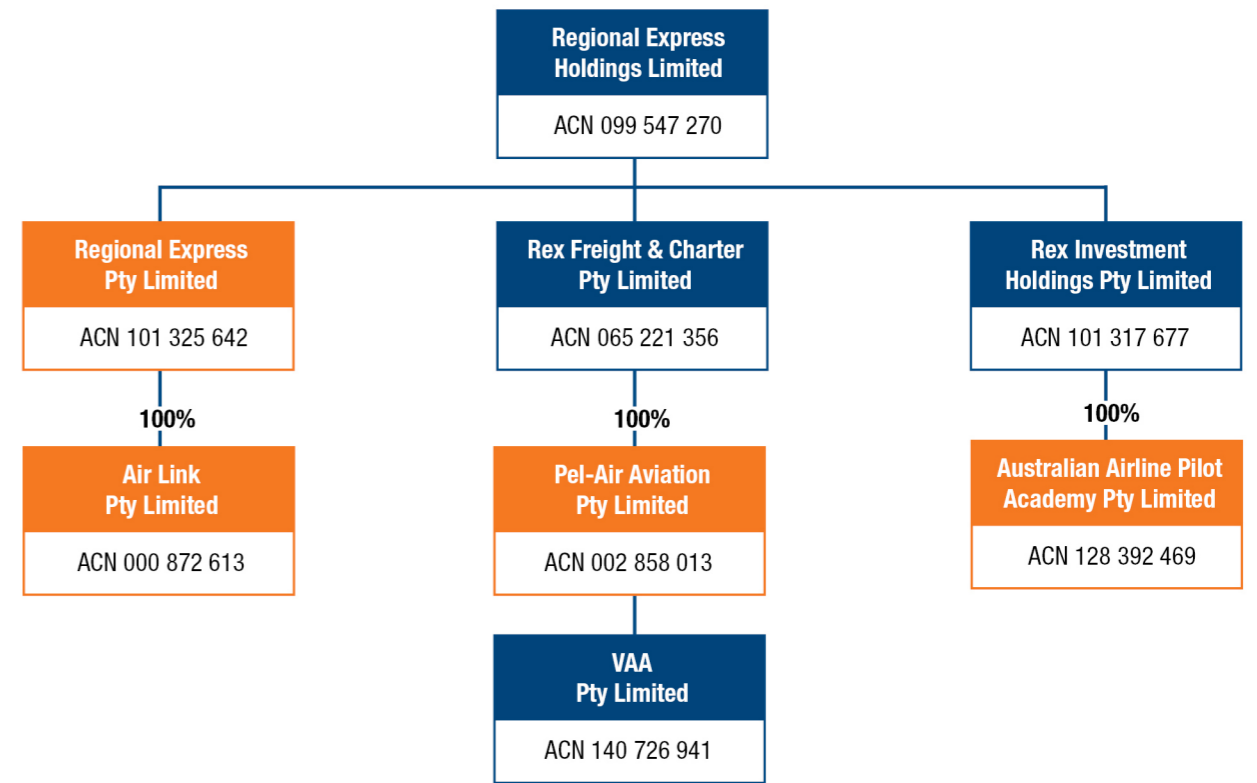 Regional Express
Holdings Limited
ACN 099 547 270
Regional Express
Pty Limited
ACN 101 325 642
Rex Freight & Charter
Pty Limited
ACN 065 221 356
Rex Investment
Holdings Pty Limited
ACN 101 317 677
100%
100%
100%
Air Link
Pty Limited
ACN 000 872 613
Pel-Air Aviation
Pty Limited
ACN 002 858 013
Australian Airline Pilot
Academy Pty Limited
ACN 128 392 469
VAA
Pty Limited
ACN 140 726 941